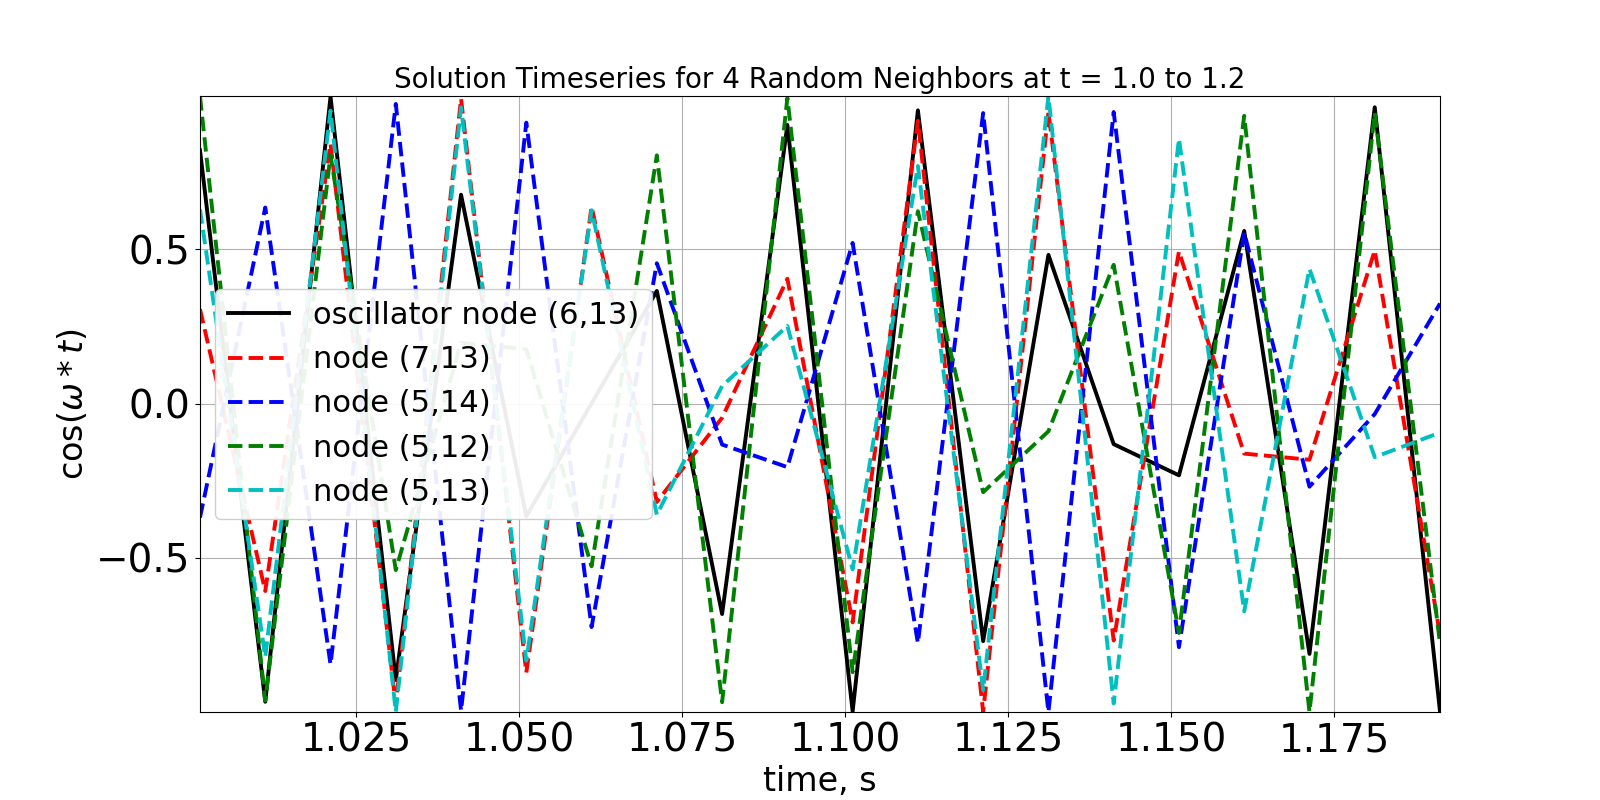 Solution Timeseries for 4 Random Neighbors at t = 1.0 to 1.2
cos(ω * t)
0.5
0.0
−0.5
oscillator node (6,13)
node (7,13)
node (5,14)
node (5,12)
node (5,13)
1.025 1.050 1.075 1.100 1.125 1.150 1.175
time, s